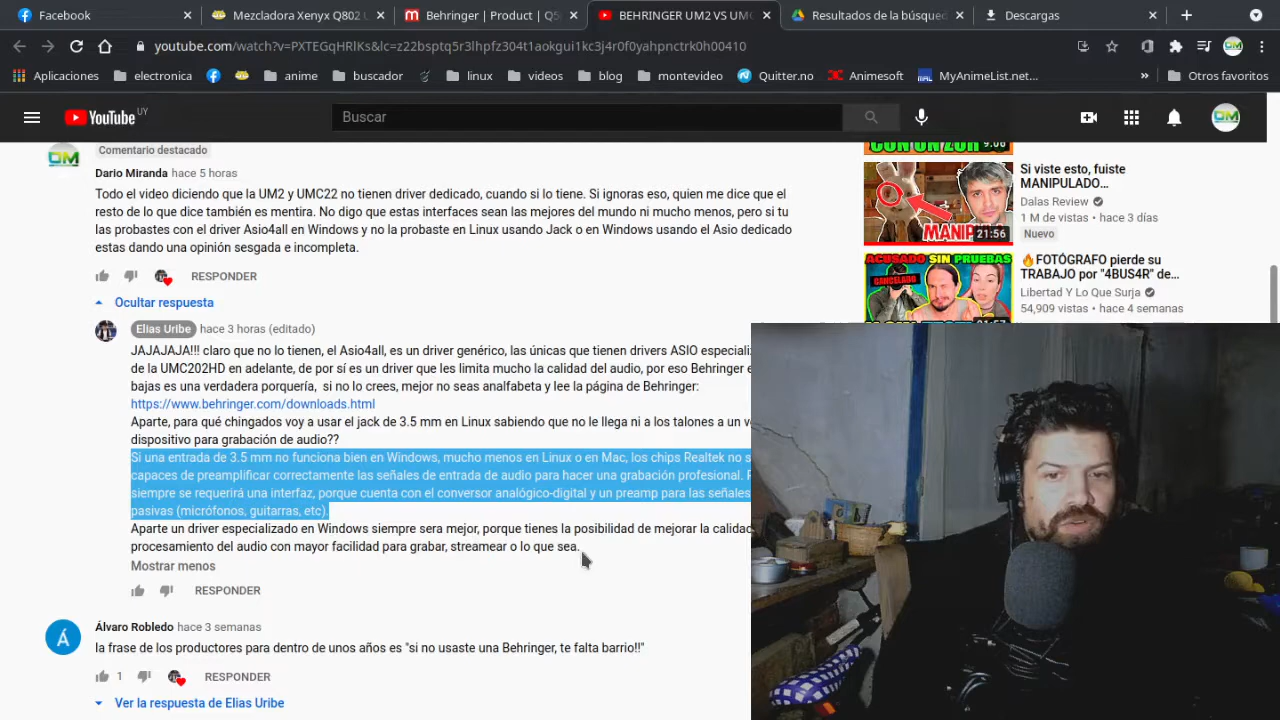 Facebook
Mezcladora Xenyx Q802 U
Behringer | Product | Q5
BEHRINGER UM2 VS UMC
Resultados de la búsqued
Descargas
youtube.com/watch?v=PXTEGqHRlKs&lc=z22bsptq5r3lhpfz304t1aokgui1kc3j4r0f0yahpnctrk0h00410
Aplicaciones
electronica
anime
buscador
linux
videos
blog
montevideo
Quitter.no
Animesoft
MyAnimeList.net...
»
Otros favoritos
YouTube UY
Buscar
Comentario destacado
Dario Miranda hace 5 horas
Todo el video diciendo que la UM2 y UMC22 no tienen driver dedicado, cuando si lo tiene. Si ignoras eso, quien me dice que el
resto de lo que dice también es mentira. No digo que estas interfaces sean las mejores del mundo ni mucho menos, pero si tu
las probastes con el driver Asio4all en Windows y no la probaste en Linux usando Jack o en Windows usando el Asio dedicado
estas dando una opinión sesgada e incompleta.
RESPONDER
Ocultar respuesta
Elias Uribe hace 3 horas (editado)
JAJAJAJA!!! claro que no lo tienen, el Asio4all, es un driver genérico, las únicas que tienen drivers ASIO especializ
de la UMC202HD en adelante, de por sí es un driver que les limita mucho la calidad del audio, por eso Behringer e
bajas es una verdadera porquería, si no lo crees, mejor no seas analfabeta y lee la página de Behringer:
https://www.behringer.com/downloads.html
Aparte, para qué chingados voy a usar el jack de 3.5 mm en Linux sabiendo que no le llega ni a los talones a un v
dispositivo para grabación de audio??
Si una entrada de 3.5 mm no funciona bien en Windows, mucho menos en Linux o en Mac, los chips Realtek no s
capaces de preamplificar correctamente las señales de entrada de audio para hacer una grabación profesional.
siempre se requerirá una interfaz, porque cuenta con el conversor analógico-digital y un preamp para las señales
pasivas (micrófonos, guitarras, etc).
Aparte un driver especializado en Windows siempre sera mejor, porque tienes la posibilidad de mejorar la calidad
procesamiento del audio con mayor facilidad para grabar, streamear o lo que sea.
Mostrar menos
RESPONDER
Á
Álvaro Robledo hace 3 semanas
la frase de los productores para dentro de unos años es "si no usaste una Behringer, te falta barrio!!"
1
RESPONDER
Ver la respuesta de Elias Uribe
CON UN ZURDO
9:06
MANIP
21:56
Si viste esto, fuiste
MANIPULADO...
Dalas Review
1 M de vistas • hace 3 días
Nuevo
ACUSADO SIN PRUEBAS
CANCELADO
🔥FOTÓGRAFO pierde su
TRABAJO por "4BUS4R" de...
Libertad Y Lo Que Surja
54,909 vistas • hace 4 semanas